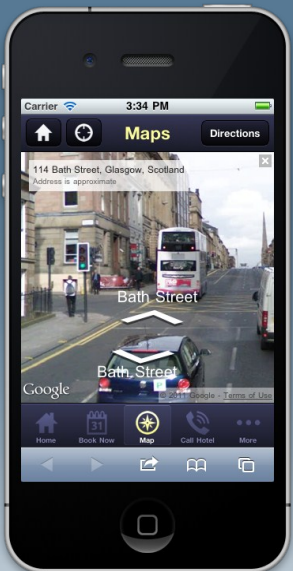 Carrier
3:34 PM
Maps
Directions
114 Bath Street, Glasgow, Scotland
Address is approximate
Bath Street
Bath Street
Google
© 2011 Google - Terms of Use
31
Home
Book Now
Map
Call Hotel
More